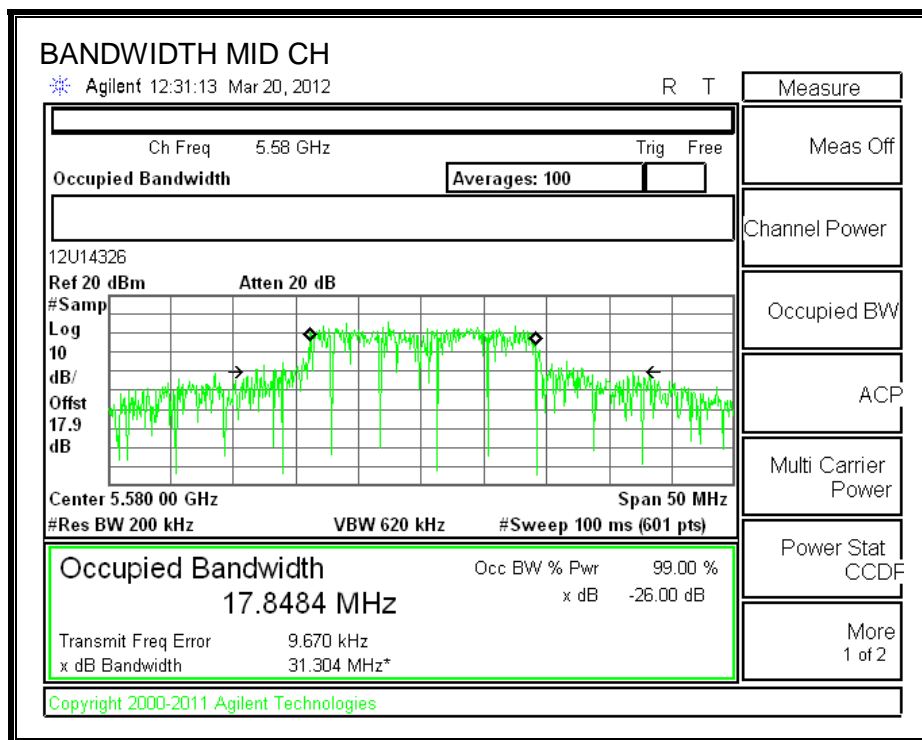 BANDWIDTH MID CH
Agilent 12:31:13 Mar 20, 2012 R T
Ch Freq 5.58 GHz Trig Free
Occupied Bandwidth Averages: 100
12U14326
Ref 20 dBm Atten 20 dB
#Samp
Log
10
dB/
Offst
17.9
dB
Center 5.580 00 GHz Span 50 MHz
#Res BW 200 kHz VBW 620 kHz #Sweep 100 ms (601 pts)
Occupied Bandwidth Occ BW % Pwr 99.00 %
17.8484 MHz x dB -26.00 dB
Transmit Freq Error 9.670 kHz
x dB Bandwidth 31.304 MHz*
Copyright 2000-2011 Agilent Technologies
Measure
Meas Off
Channel Power
Occupied BW
ACP
Multi Carrier
Power
Power Stat
CCDF
More
1 of 2